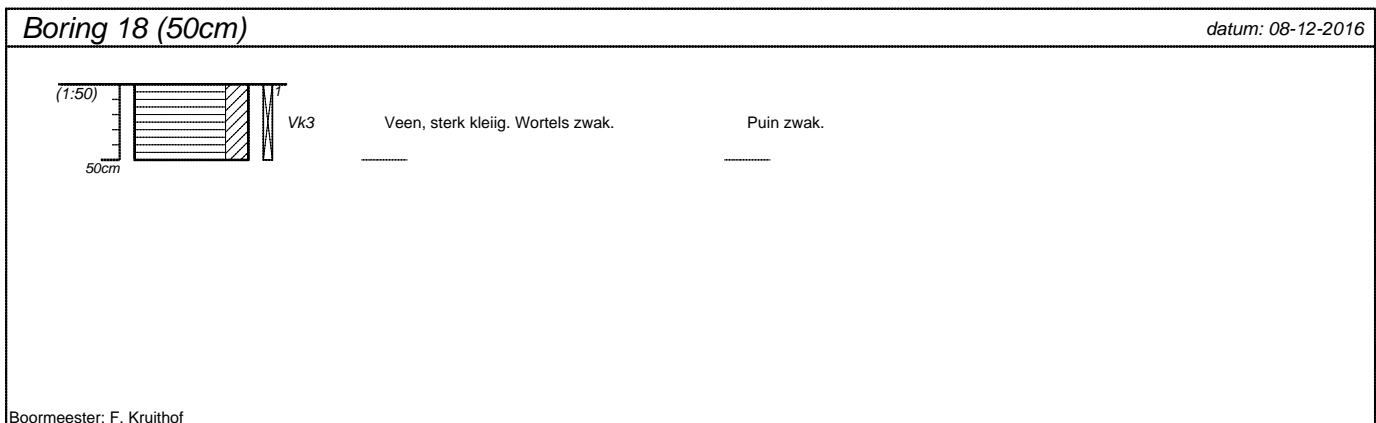 Boring 18 (50cm)
datum: 08-12-2016
(1:50)
1
Vk3
Veen, sterk kleiig. Wortels zwak.
Puin zwak.
50cm
Boormeester: F. Kruithof